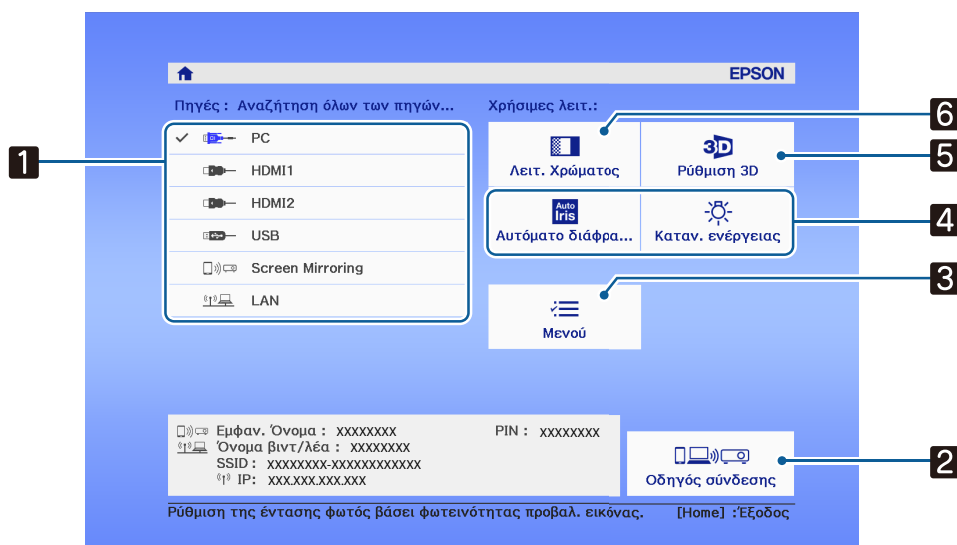 EPSON
Πηγές : Αναζήτηση όλων των πηγών...
PC
HDMI1
HDMI2
USB
Screen Mirroring
LAN
Χρήσιμες λειτ.:
Λειτ. Χρώματος
3D
Ρύθμιση 3D
Auto
Iris
Αυτόματο διάφρα...
Καταν. ενέργειας
Μενού
Εμφαν. Όνομα : XXXXXXXX
PIN : XXXXXXXX
Όνομα βιντ/λέα : XXXXXXXX
SSID : XXXXXXXX-XXXXXXXXXXXX
IP: XXX.XXX.XXX.XXX
Οδηγός σύνδεσης
Ρύθμιση της έντασης φωτός βάσει φωτεινότητας προβαλ. εικόνας.
[Home] :Έξοδος
1
6
5
4
3
2